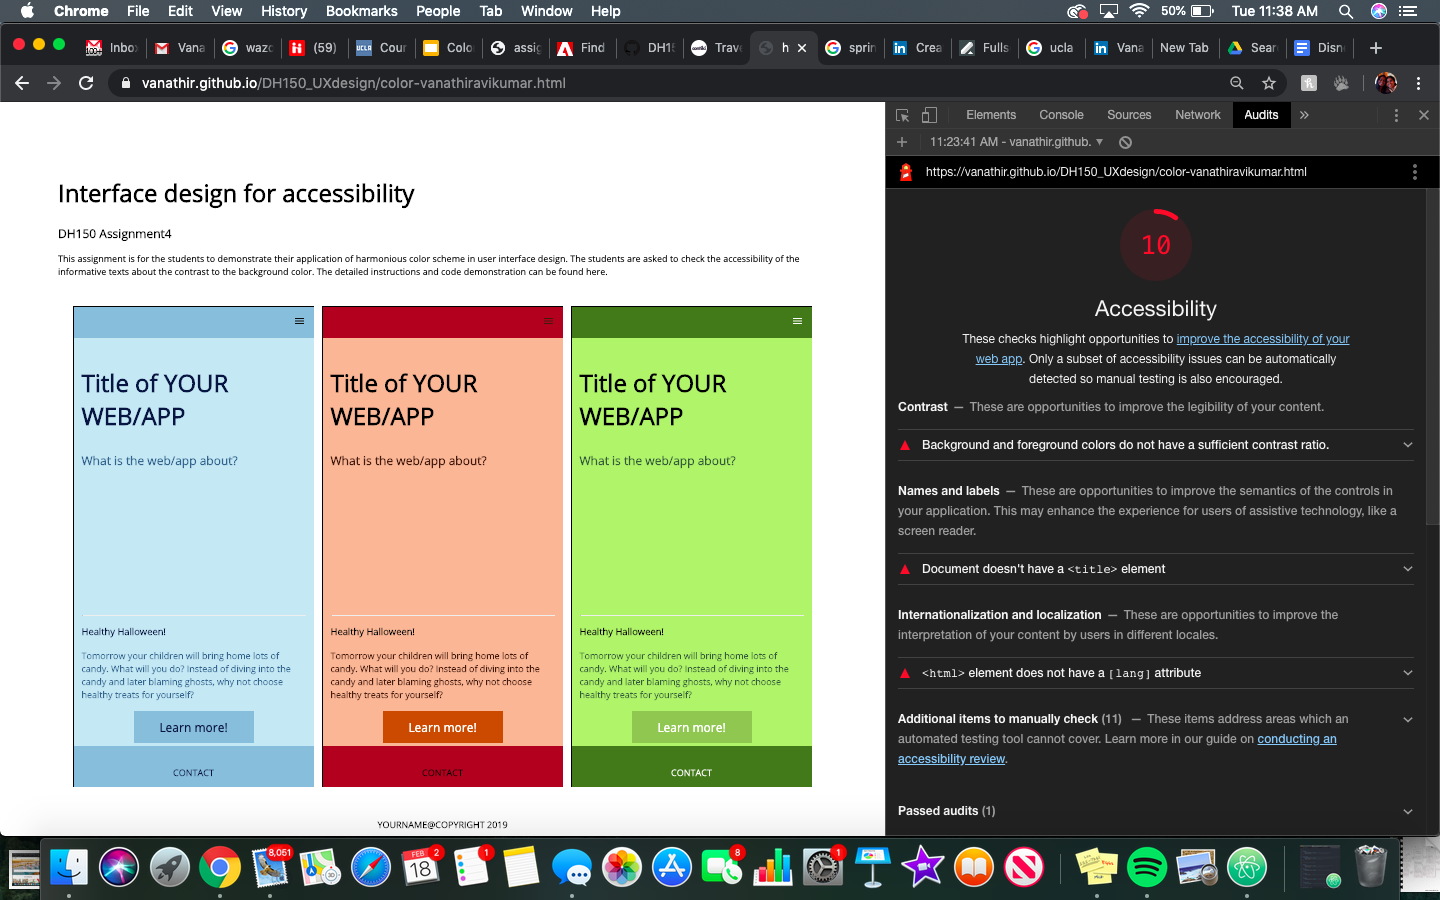 Chrome File Edit View History Bookmarks People Tab Window Help 50% Tue 11:38 AM
Inbo Vana wazo (59) Cour Colo assig Find DH15 Trave h sprin Crea Fulls ucla Vana New Tab Sear Disn
vanathir.github.io/DH150_UXdesign/color-vanathiravikumar.html
Elements Console Sources Network Audits
11:23:41 AM - vanathir.github.
https://vanathir.github.io/DH150_UXdesign/color-vanathiravikumar.html
Interface design for accessibility
DH150 Assignment4
This assignment is for the students to demonstrate their application of harmonious color scheme in user interface design. The students are asked to check the accessibility of the
informative texts about the contrast to the background color. The detailed instructions and code demonstration can be found here.
Title of YOUR
WEB/APP
What is the web/app about?
Healthy Halloween!
Tomorrow your children will bring home lots of
candy. What will you do? Instead of diving into the
candy and later blaming ghosts, why not choose
healthy treats for yourself?
Learn more!
CONTACT
Title of YOUR
WEB/APP
What is the web/app about?
Healthy Halloween!
Tomorrow your children will bring home lots of
candy. What will you do? Instead of diving into the
candy and later blaming ghosts, why not choose
healthy treats for yourself?
Learn more!
CONTACT
Title of YOUR
WEB/APP
What is the web/app about?
Healthy Halloween!
Tomorrow your children will bring home lots of
candy. What will you do? Instead of diving into the
candy and later blaming ghosts, why not choose
healthy treats for yourself?
Learn more!
CONTACT
YOURNAME@COPYRIGHT 2019
10
Accessibility
These checks highlight opportunities to improve the accessibility of your
web app. Only a subset of accessibility issues can be automatically
detected so manual testing is also encouraged.
Contrast — These are opportunities to improve the legibility of your content.
Background and foreground colors do not have a sufficient contrast ratio.
Names and labels — These are opportunities to improve the semantics of the controls in
your application. This may enhance the experience for users of assistive technology, like a
screen reader.
Document doesn't have a <title> element
Internationalization and localization — These are opportunities to improve the
interpretation of your content by users in different locales.
<html> element does not have a [lang] attribute
Additional items to manually check (11) — These items address areas which an
automated testing tool cannot cover. Learn more in our guide on conducting an
accessibility review.
Passed audits (1)
8,051 FEB 18 2 1 8 1